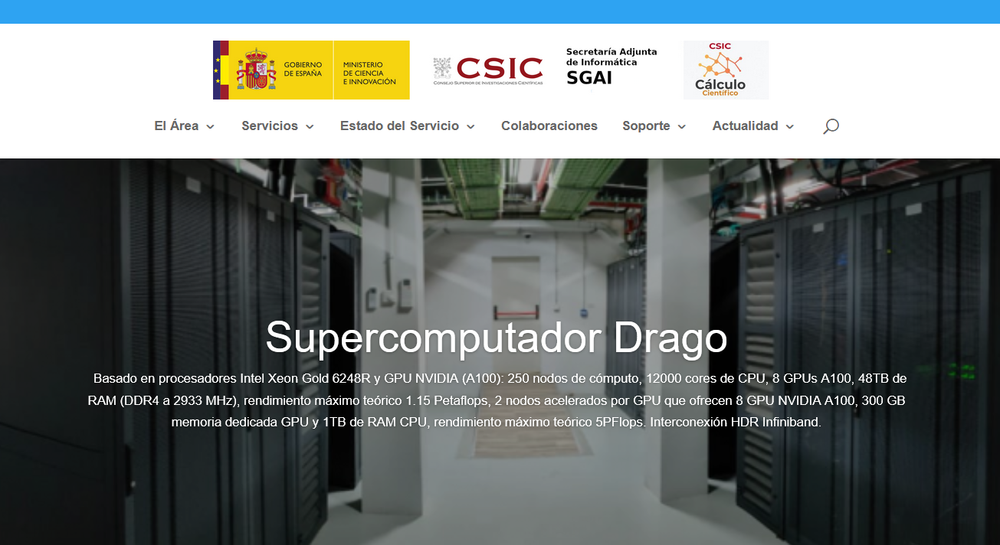 GOBIERNO
DE ESPAÑA
MINISTERIO
DE CIENCIA
E INNOVACIÓN
CSIC
CONSEJO SUPERIOR DE INVESTIGACIONES CIENTÍFICAS
Secretaría Adjunta
de Informática
SGAI
CSIC
Cálculo
Científico
El Área
Servicios
Estado del Servicio
Colaboraciones
Soporte
Actualidad
Supercomputador Drago
Basado en procesadores Intel Xeon Gold 6248R y GPU NVIDIA (A100): 250 nodos de cómputo, 12000 cores de CPU, 8 GPUs A100, 48TB de
RAM (DDR4 a 2933 MHz), rendimiento máximo teórico 1.15 Petaflops, 2 nodos acelerados por GPU que ofrecen 8 GPU NVIDIA A100, 300 GB
memoria dedicada GPU y 1TB de RAM CPU, rendimiento máximo teórico 5PFlops. Interconexión HDR Infiniband.